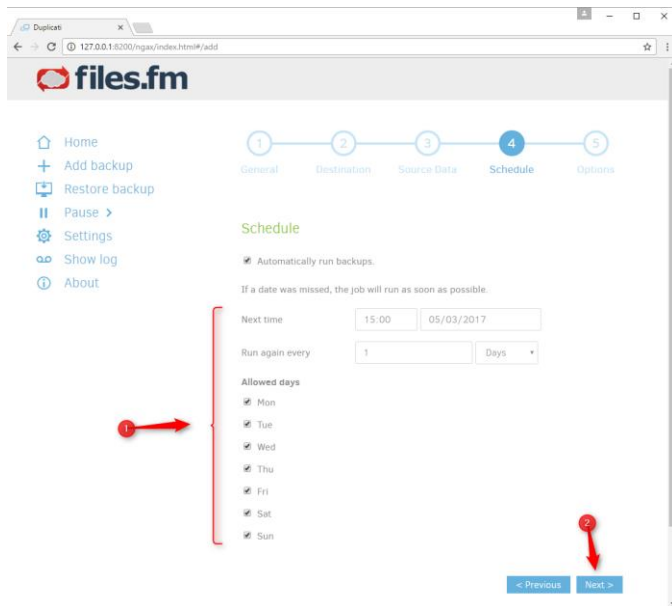 Duplicati
127.0.0.1:8200/ngax/index.html#/add
files.fm
Home
Add backup
Restore backup
Pause >
Settings
Show log
About
1 2 3 4 5
General Destination Source Data Schedule Options
Schedule
Automatically run backups.
If a date was missed, the job will run as soon as possible.
Next time 15:00 05/03/2017
Run again every 1 Days
Allowed days
Mon
Tue
Wed
Thu
Fri
Sat
Sun
1
2
< Previous Next >